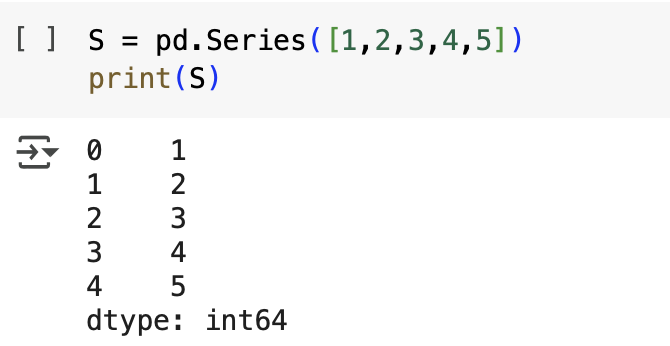 [ ] S = pd.Series([1,2,3,4,5])
print(S)
0    1
1    2
2    3
3    4
4    5
dtype: int64